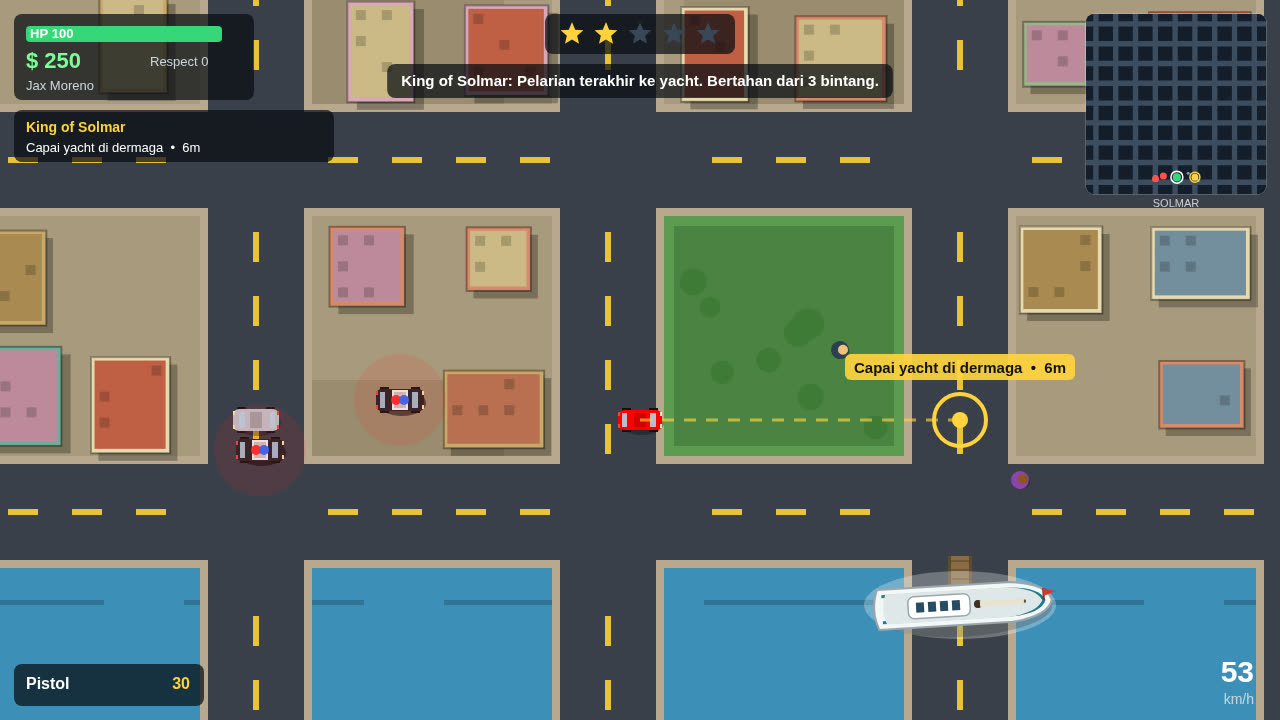 HP 100
$ 250
Respect 0
Jax Moreno
King of Solmar: Pelarian terakhir ke yacht. Bertahan dari 3 bintang.
King of Solmar
Capai yacht di dermaga • 6m
SOLMAR
Capai yacht di dermaga • 6m
Pistol 30
53
km/h